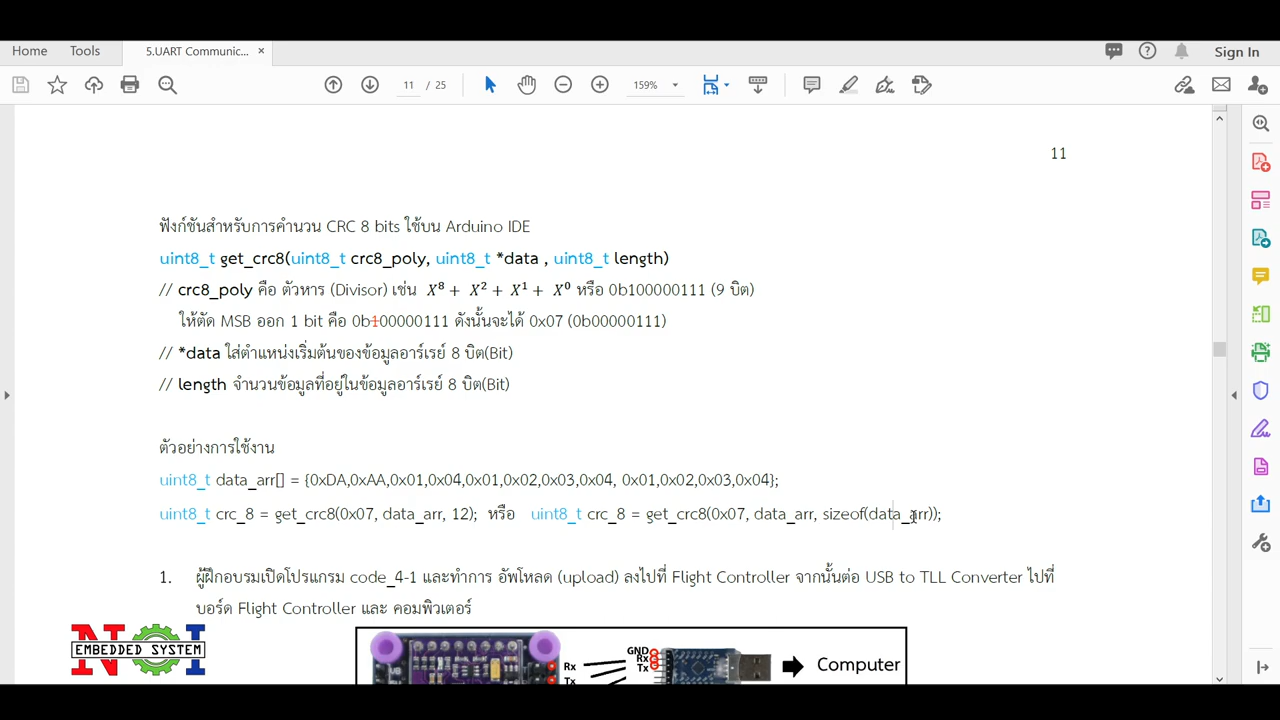 Home Tools 5.UART Communic... × Sign In
11 / 25 159%
11
ฟังก์ชันสำหรับการคำนวน CRC 8 bits ใช้บน Arduino IDE
uint8_t get_crc8(uint8_t crc8_poly, uint8_t *data , uint8_t length)
// crc8_poly คือ ตัวหาร (Divisor) เช่น X⁸ + X² + X¹ + X⁰ หรือ 0b100000111 (9 บิต)
ให้ตัด MSB ออก 1 bit คือ 0b100000111 ดังนั้นจะได้ 0x07 (0b00000111)
// *data ใส่ตำแหน่งเริ่มต้นของข้อมูลอาร์เรย์ 8 บิต(Bit)
// length จำนวนข้อมูลที่อยู่ในข้อมูลอาร์เรย์ 8 บิต(Bit)
ตัวอย่างการใช้งาน
uint8_t data_arr[] = {0xDA,0xAA,0x01,0x04,0x01,0x02,0x03,0x04, 0x01,0x02,0x03,0x04};
uint8_t crc_8 = get_crc8(0x07, data_arr, 12); หรือ uint8_t crc_8 = get_crc8(0x07, data_arr, sizeof(data_arr));
1. ผู้ฝึกอบรมเปิดโปรแกรม code_4-1 และทำการ อัพโหลด (upload) ลงไปที่ Flight Controller จากนั้นต่อ USB to TLL Converter ไปที่
บอร์ด Flight Controller และ คอมพิวเตอร์
N I
EMBEDDED SYSTEM
GND
Rx Rx
Tx Tx
Computer